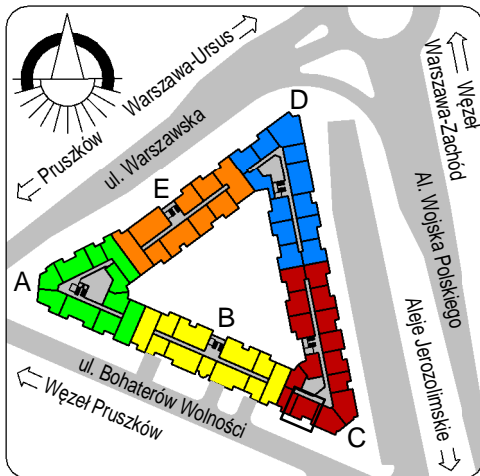 Warszawa-Ursus
Pruszków
ul. Warszawska
Węzeł
Warszawa-Zachód
D
E
A
B
C
Al. Wojska Polskiego
Aleje Jerozolimskie
ul. Bohaterów Wolności
Węzeł Pruszków